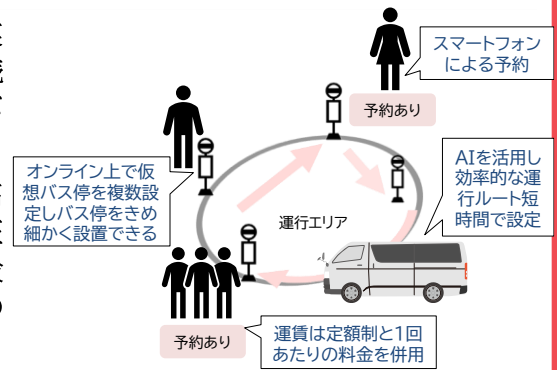 スマートフォン
による予約
予約あり
オンライン上で仮
想バス停を複数設
定しバス停をきめ
細かく設置できる
AIを活用し
効率的な運
行ルート短
時間で設定
運行エリア
予約あり
運賃は定額制と1回
あたりの料金を併用